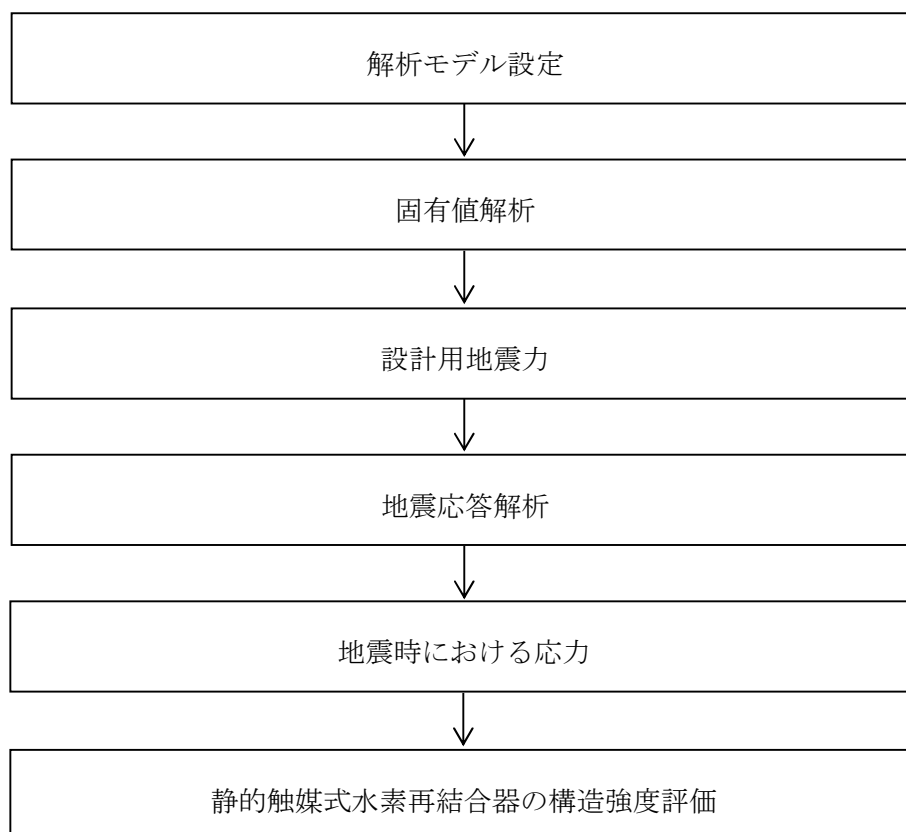 解析モデル設定
固有値解析
設計用地震力
地震応答解析
地震時における応力
静的触媒式水素再結合器の構造強度評価